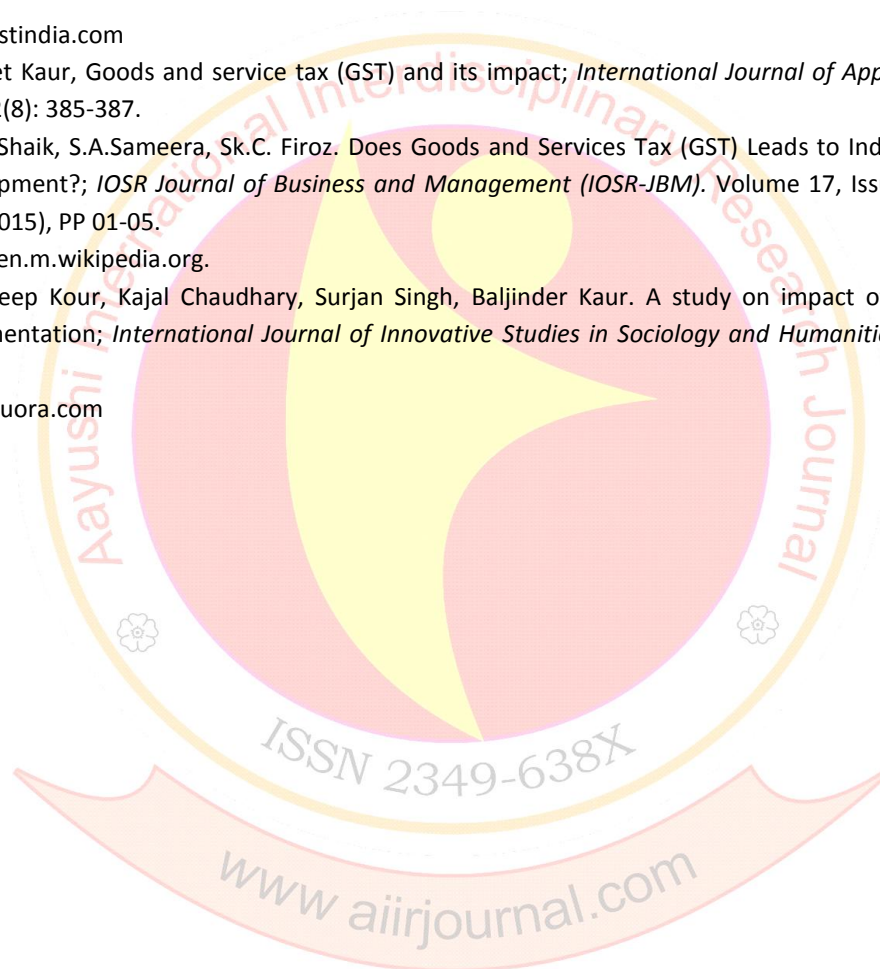 stindia.com
et Kaur, Goods and service tax (GST) and its impact; International Journal of App
2(8): 385-387.
Shaik, S.A.Sameera, Sk.C. Firoz. Does Goods and Services Tax (GST) Leads to Ind
pment?; IOSR Journal of Business and Management (IOSR-JBM). Volume 17, Iss
015), PP 01-05.
en.m.wikipedia.org.
eep Kour, Kajal Chaudhary, Surjan Singh, Baljinder Kaur. A study on impact o
nentation; International Journal of Innovative Studies in Sociology and Humanitie
uora.com
Aayushi International Interdisciplinary Research Journal
ISSN 2349-638X
www aiirjournal.com